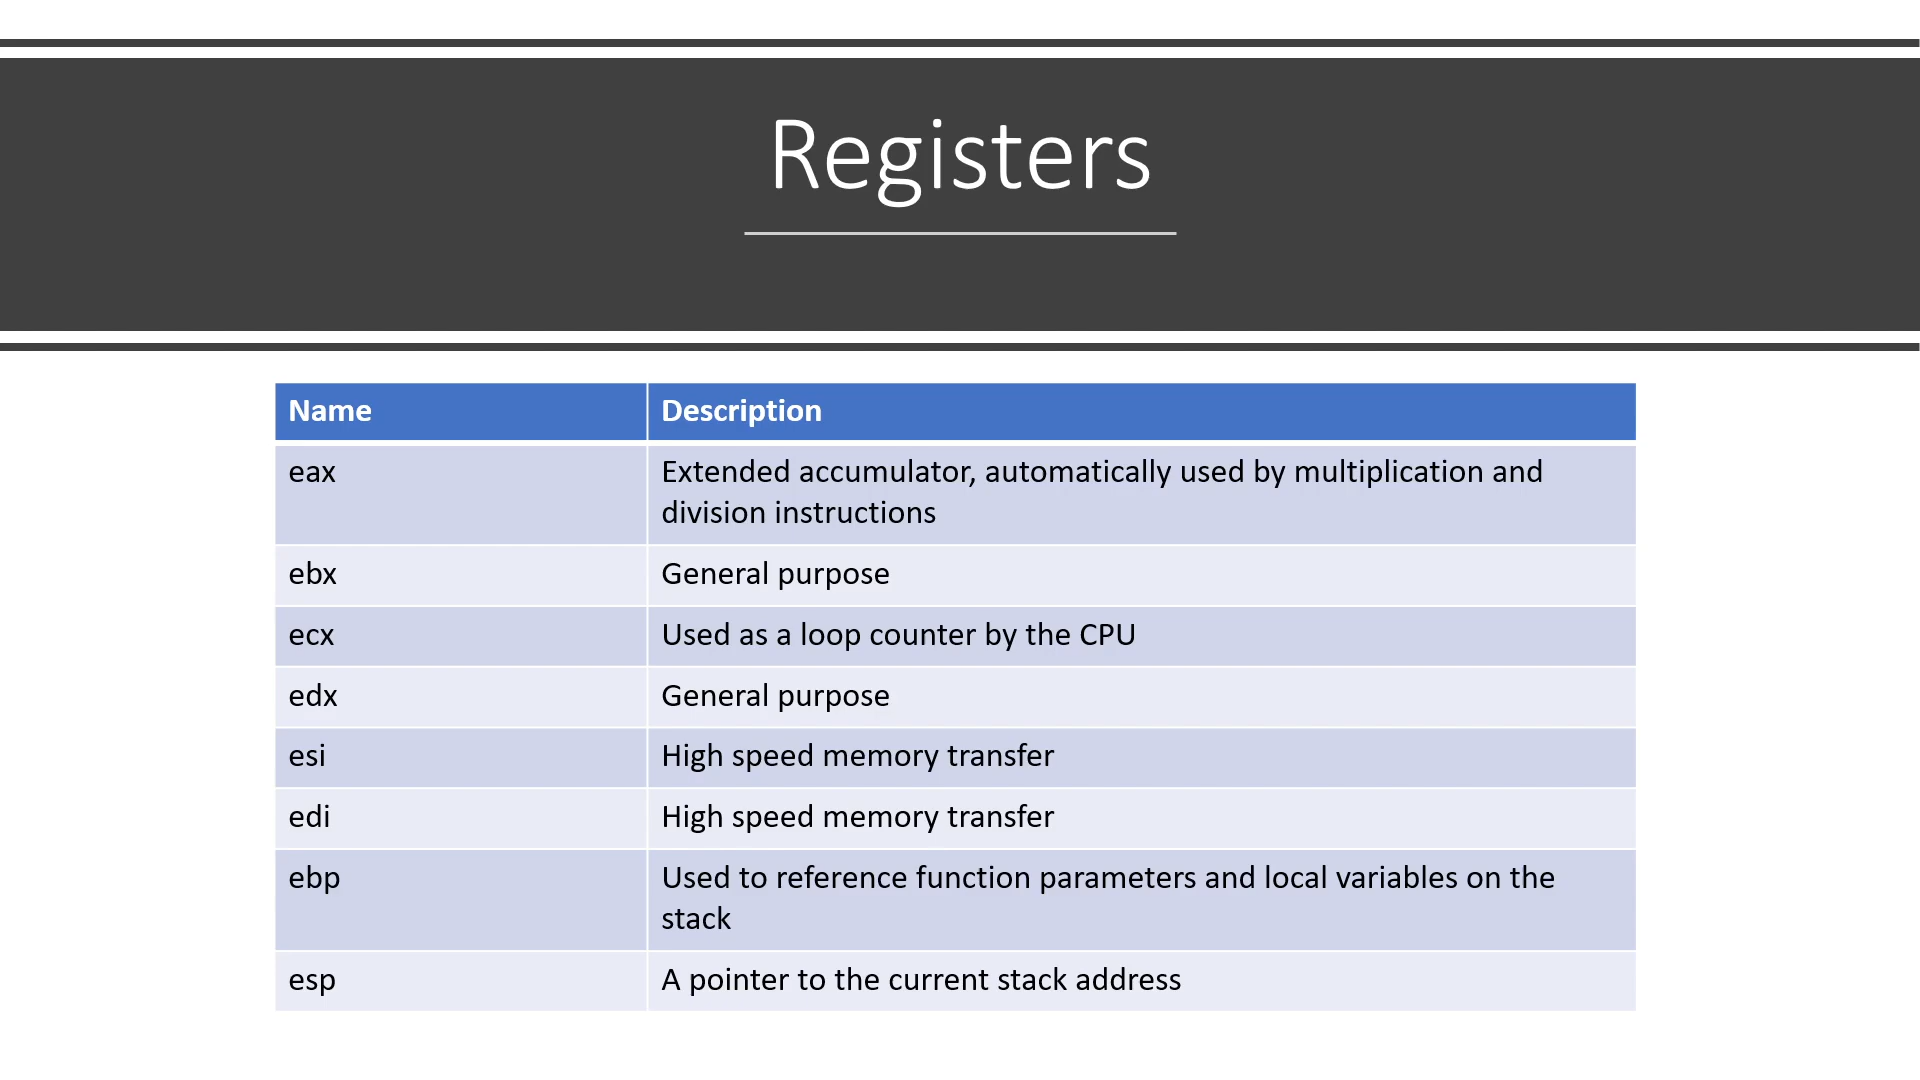 Registers
Name Description
eax Extended accumulator, automatically used by multiplication and
division instructions
ebx General purpose
ecx Used as a loop counter by the CPU
edx General purpose
esi High speed memory transfer
edi High speed memory transfer
ebp Used to reference function parameters and local variables on the
stack
esp A pointer to the current stack address